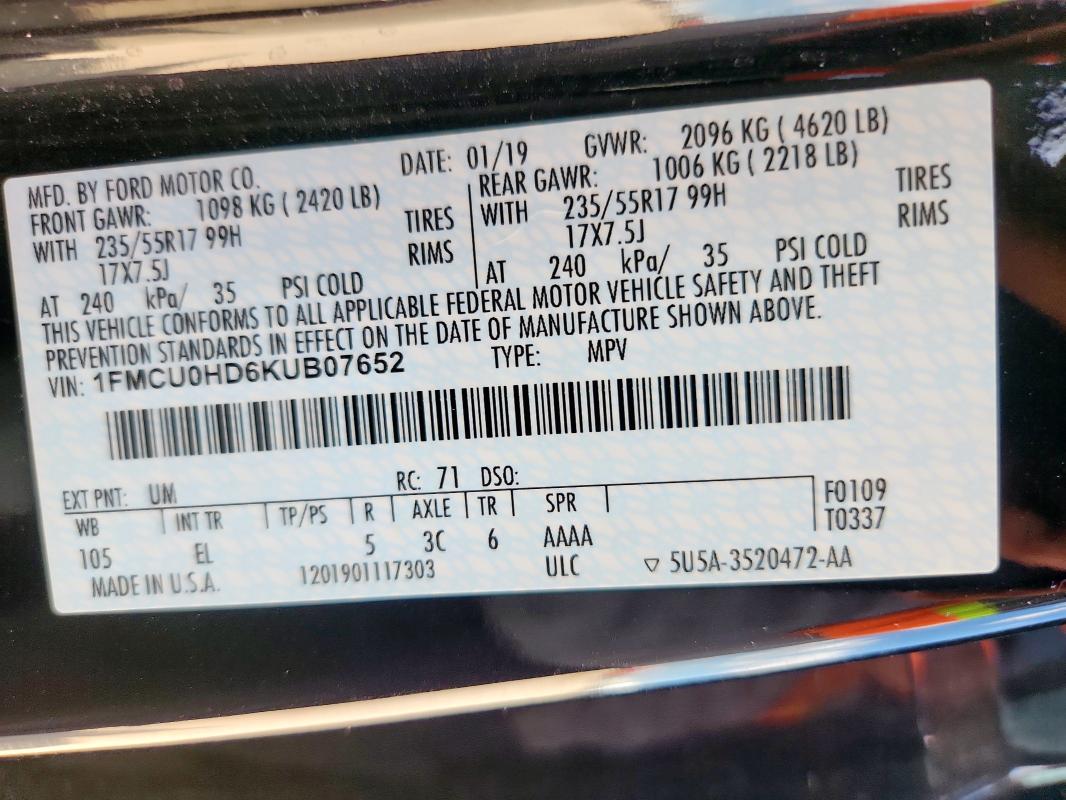 MFD. BY FORD MOTOR CO. DATE: 01/19 GVWR: 2096 KG ( 4620 LB)
FRONT GAWR: 1098 KG ( 2420 LB) REAR GAWR: 1006 KG ( 2218 LB)
WITH 235/55R17 99H TIRES WITH 235/55R17 99H TIRES
17X7.5J RIMS 17X7.5J RIMS
AT 240 kPa/ 35 PSI COLD AT 240 kPa/ 35 PSI COLD
THIS VEHICLE CONFORMS TO ALL APPLICABLE FEDERAL MOTOR VEHICLE SAFETY AND THEFT
PREVENTION STANDARDS IN EFFECT ON THE DATE OF MANUFACTURE SHOWN ABOVE.
VIN: 1FMCU0HD6KUB07652 TYPE: MPV
EXT PNT: UM RC: 71 DSO:
WB INT TR TP/PS R AXLE TR SPR F0109
T0337
105 EL 5 3C 6 AAAA
MADE IN U.S.A. 1201901117303 ULC ▽ 5U5A-3520472-AA